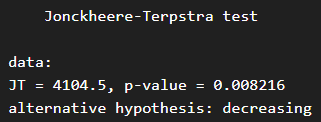 Jonckheere-Terpstra test
data:
JT = 4104.5, p-value = 0.008216
alternative hypothesis: decreasing